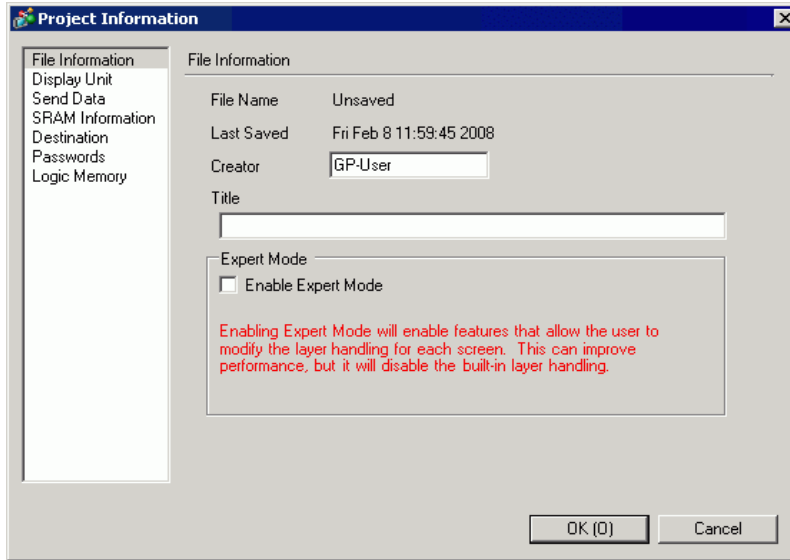 Project Information
File Information
Display Unit
Send Data
SRAM Information
Destination
Passwords
Logic Memory
File Information
File Name Unsaved
Last Saved Fri Feb 8 11:59:45 2008
Creator GP-User
Title
Expert Mode
Enable Expert Mode
Enabling Expert Mode will enable features that allow the user to
modify the layer handling for each screen. This can improve
performance, but it will disable the built-in layer handling.
OK (O) Cancel